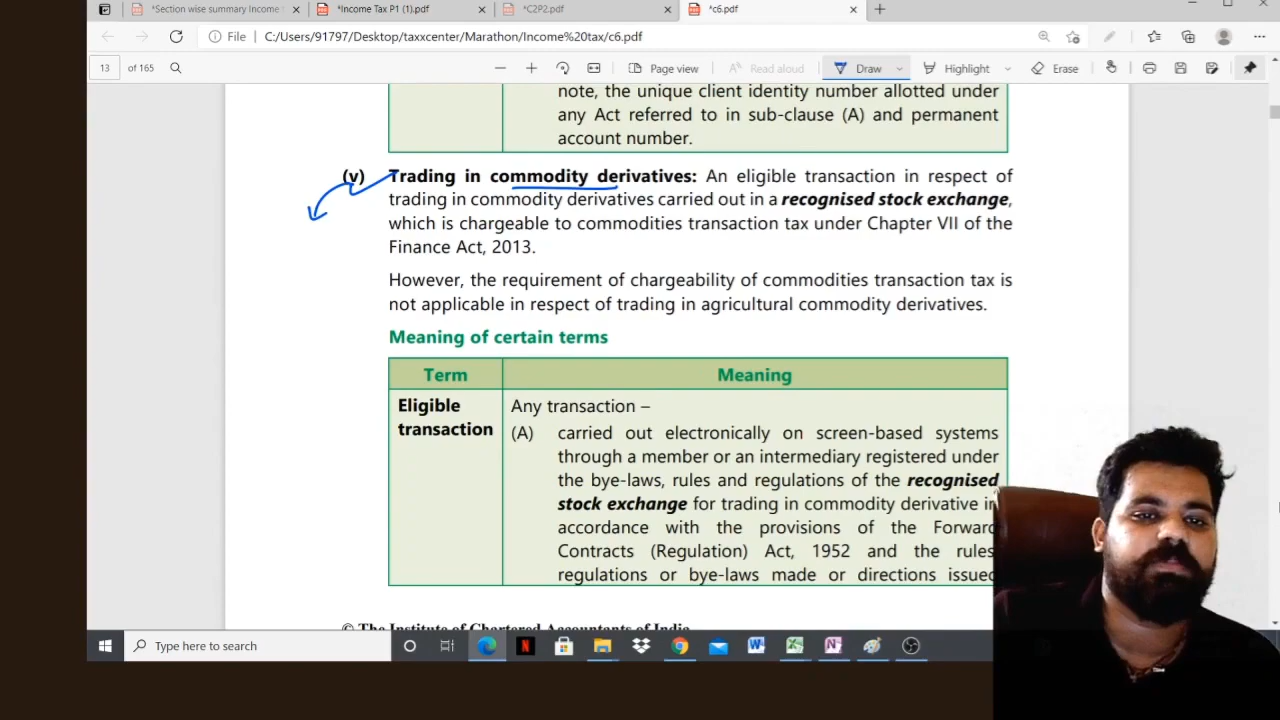 *Section wise summary Income
*Income Tax P1 (1).pdf
*C2P2.pdf
*c6.pdf
File
C:/Users/91797/Desktop/taxxcenter/Marathon/Income%20tax/c6.pdf
13 of 165
Page view
Read aloud
Draw
Highlight
Erase
note, the unique client identity number allotted under
any Act referred to in sub-clause (A) and permanent
account number.
(v) Trading in commodity derivatives: An eligible transaction in respect of
trading in commodity derivatives carried out in a recognised stock exchange,
which is chargeable to commodities transaction tax under Chapter VII of the
Finance Act, 2013.
However, the requirement of chargeability of commodities transaction tax is
not applicable in respect of trading in agricultural commodity derivatives.
Meaning of certain terms
Term Meaning
Eligible
transaction
Any transaction –
(A) carried out electronically on screen-based systems
through a member or an intermediary registered under
the bye-laws, rules and regulations of the recognised
stock exchange for trading in commodity derivative in
accordance with the provisions of the Forward
Contracts (Regulation) Act, 1952 and the rules
regulations or bye-laws made or directions issued
© The Institute of Chartered Accountants of India
Type here to search